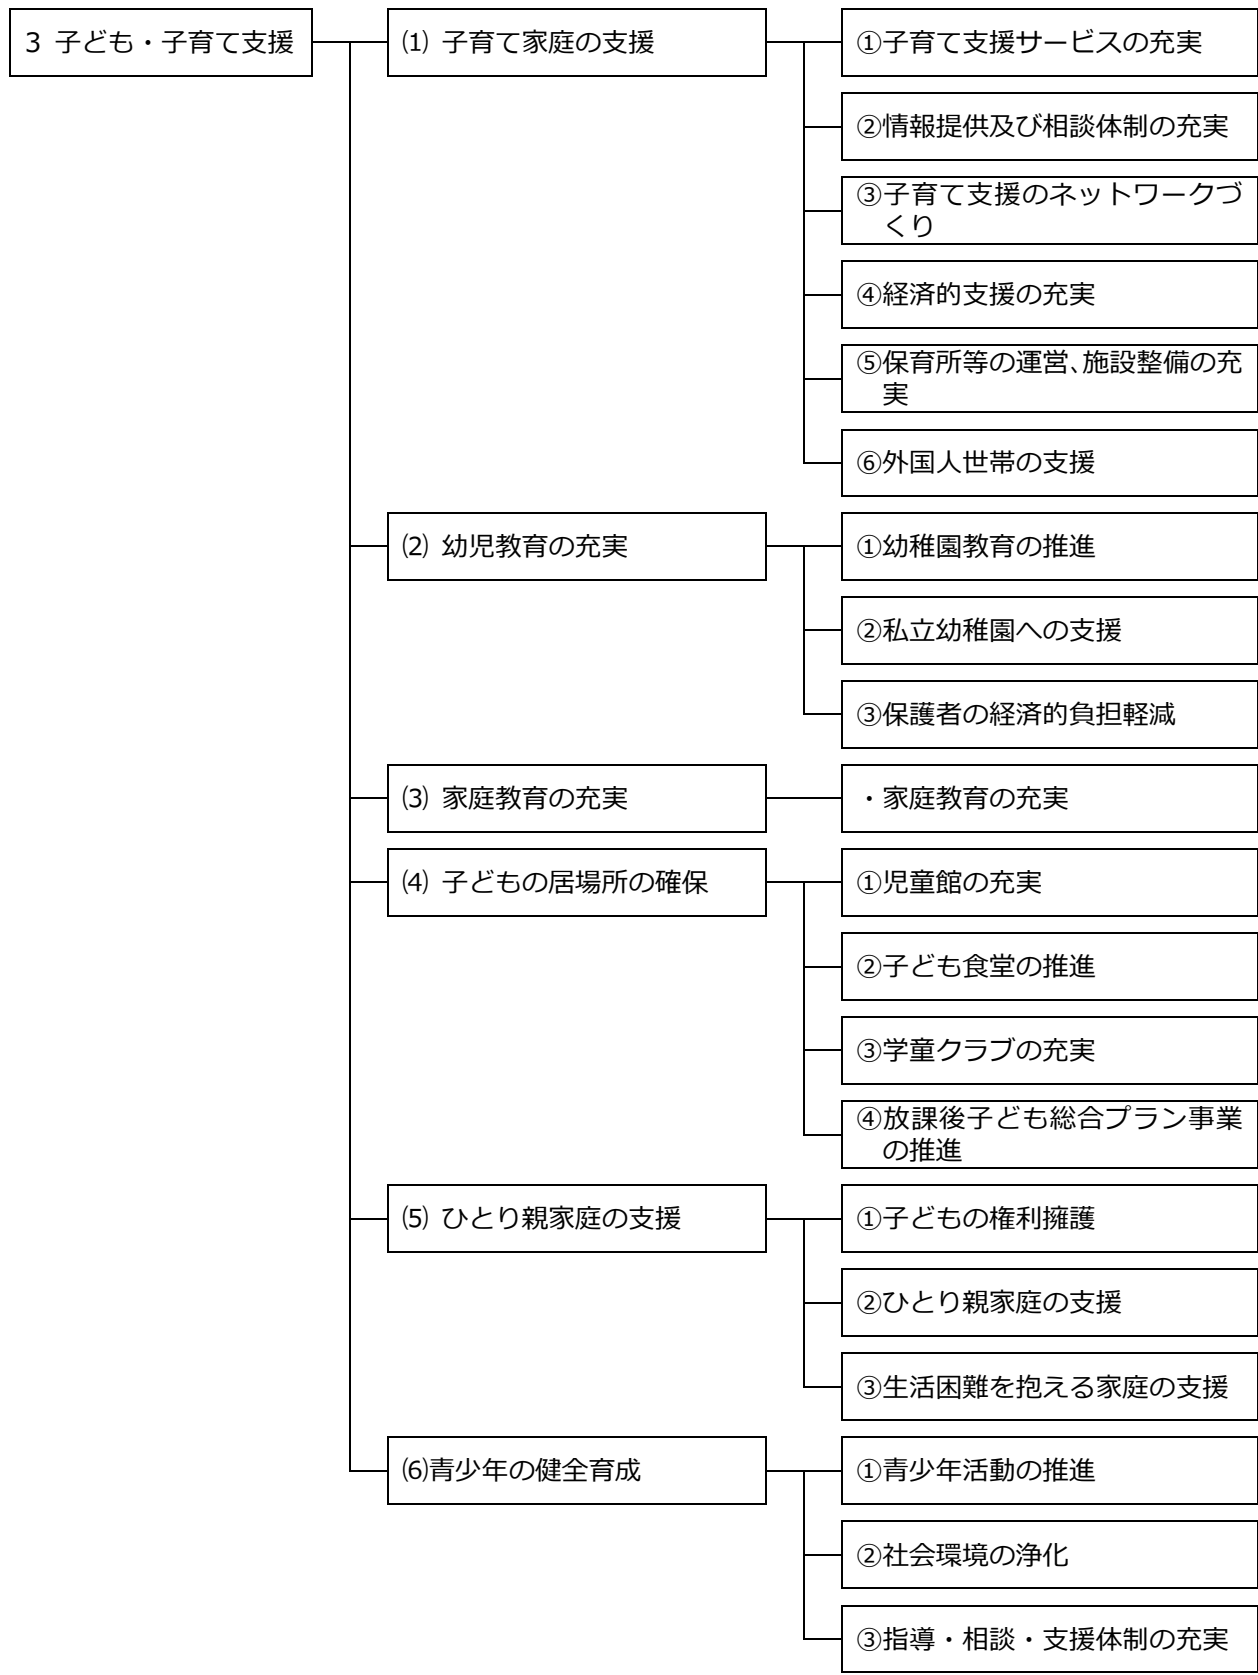 3 子ども・子育て支援
⑴ 子育て家庭の支援
①子育て支援サービスの充実
②情報提供及び相談体制の充実
③子育て支援のネットワークづ
くり
④経済的支援の充実
⑤保育所等の運営、施設整備の充
実
⑥外国人世帯の支援
⑵ 幼児教育の充実
①幼稚園教育の推進
②私立幼稚園への支援
③保護者の経済的負担軽減
⑶ 家庭教育の充実
・家庭教育の充実
⑷ 子どもの居場所の確保
①児童館の充実
②子ども食堂の推進
③学童クラブの充実
④放課後子ども総合プラン事業
の推進
⑸ ひとり親家庭の支援
①子どもの権利擁護
②ひとり親家庭の支援
③生活困難を抱える家庭の支援
⑹青少年の健全育成
①青少年活動の推進
②社会環境の浄化
③指導・相談・支援体制の充実